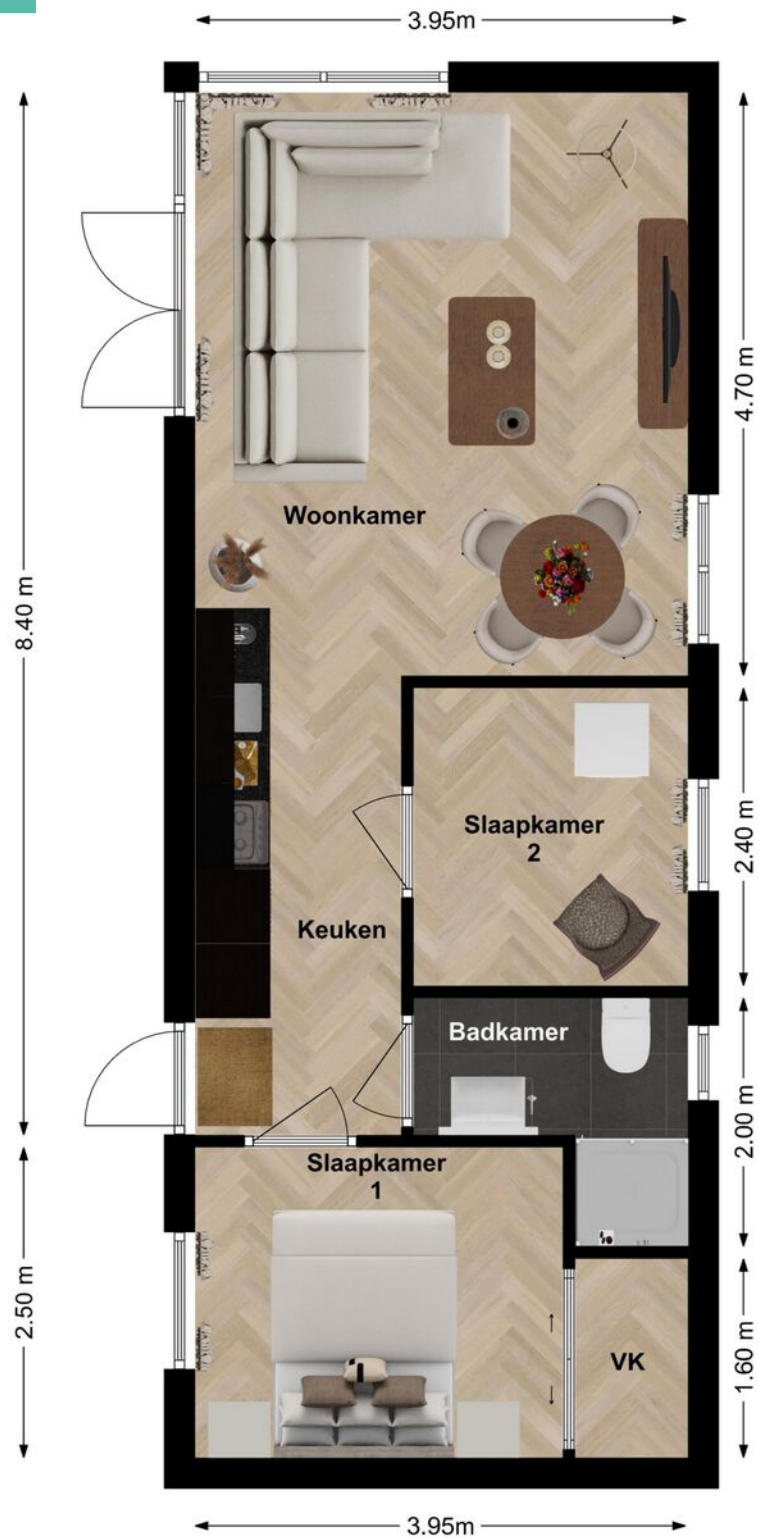 3.95m
4.70 m
Woonkamer
8.40 m
Slaapkamer
2
2.40 m
Keuken
Badkamer
2.00 m
Slaapkamer
1
2.50 m
VK
1.60 m
3.95m